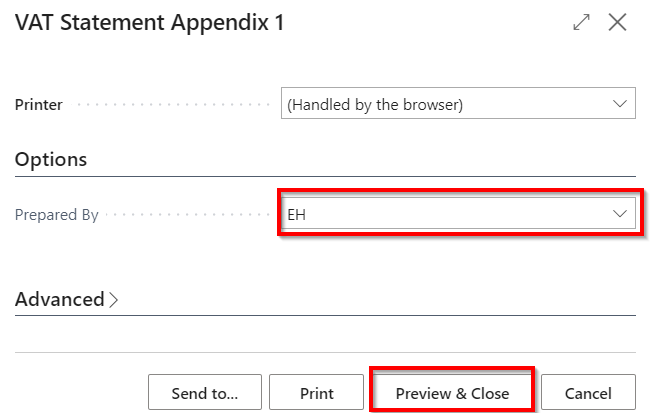 VAT Statement Appendix 1
Printer (Handled by the browser)
Options
Prepared By EH
Advanced
Send to... Print Preview & Close Cancel